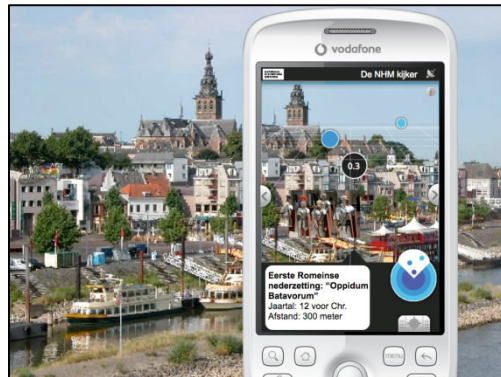 vodafone
De NHM kijker
0.3
Eerste Romeinse
nederzetting: "Oppidum
Batavorum"
Jaartal: 12 voor Chr.
Afstand: 300 meter
menu